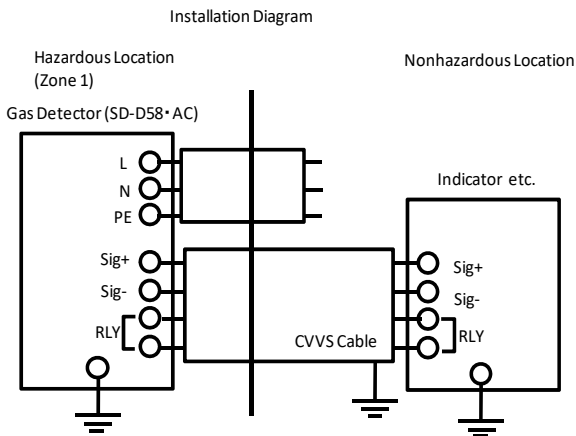 Installation Diagram
Hazardous Location
(Zone 1)
Nonhazardous Location
Gas Detector (SD-D58・AC)
L
N
PE
Indicator etc.
Sig+
Sig-
RLY
CVVS Cable
Sig+
Sig-
RLY